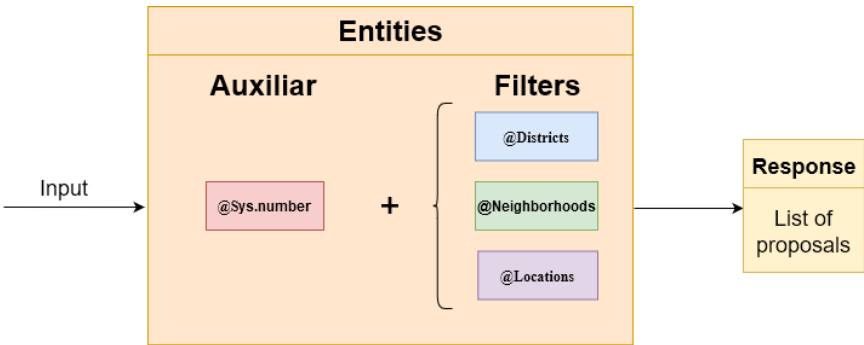 Entities
Auxiliar
Filters
@Districts
Input
@Sys.number
+
@Neighborhoods
@Locations
Response
List of
proposals